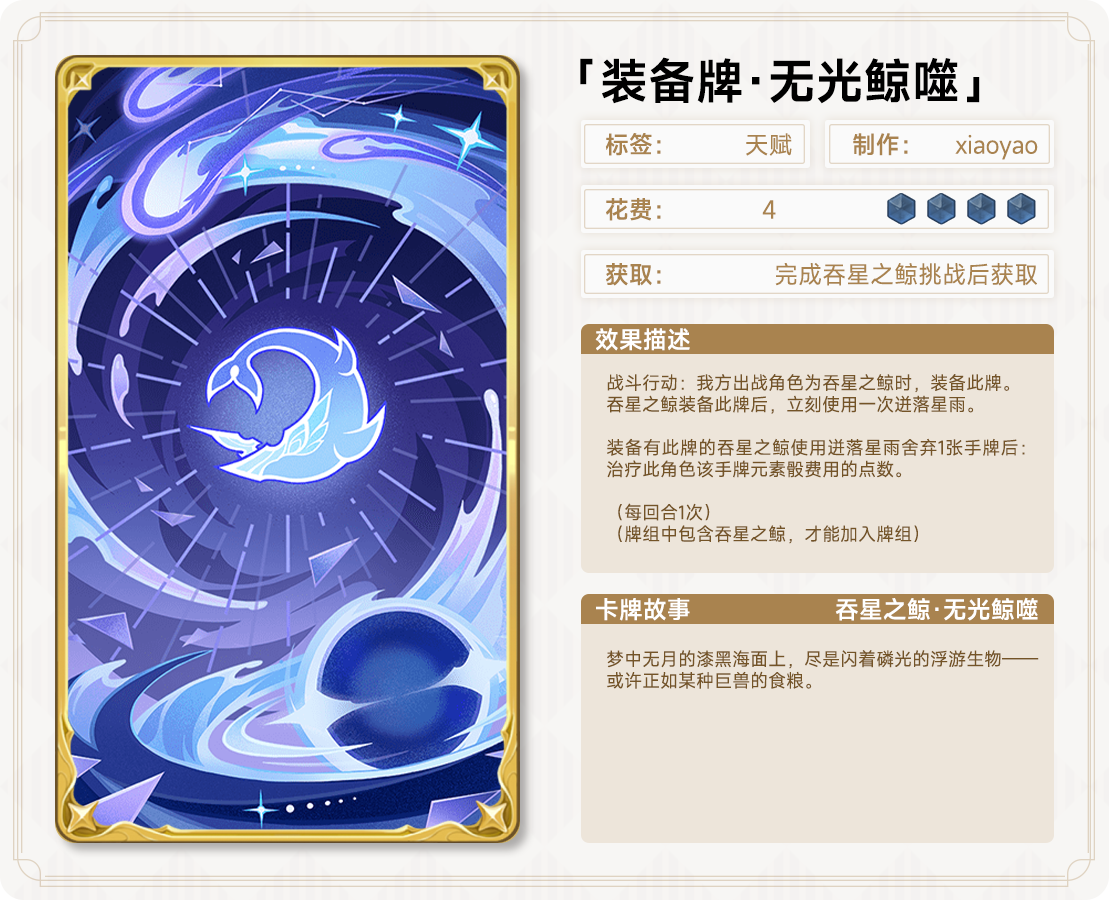 「装备牌·无光鲸噬」
标签： 天赋
制作： xiaoyao
花费： 4
获取： 完成吞星之鲸挑战后获取
效果描述
战斗行动：我方出战角色为吞星之鲸时，装备此牌。
吞星之鲸装备此牌后，立刻使用一次迸落星雨。
装备有此牌的吞星之鲸使用迸落星雨舍弃1张手牌后：
治疗此角色该手牌元素骰费用的点数。
（每回合1次）
（牌组中包含吞星之鲸，才能加入牌组）
卡牌故事 吞星之鲸·无光鲸噬
梦中无月的漆黑海面上，尽是闪着磷光的浮游生物——
或许正如某种巨兽的食粮。